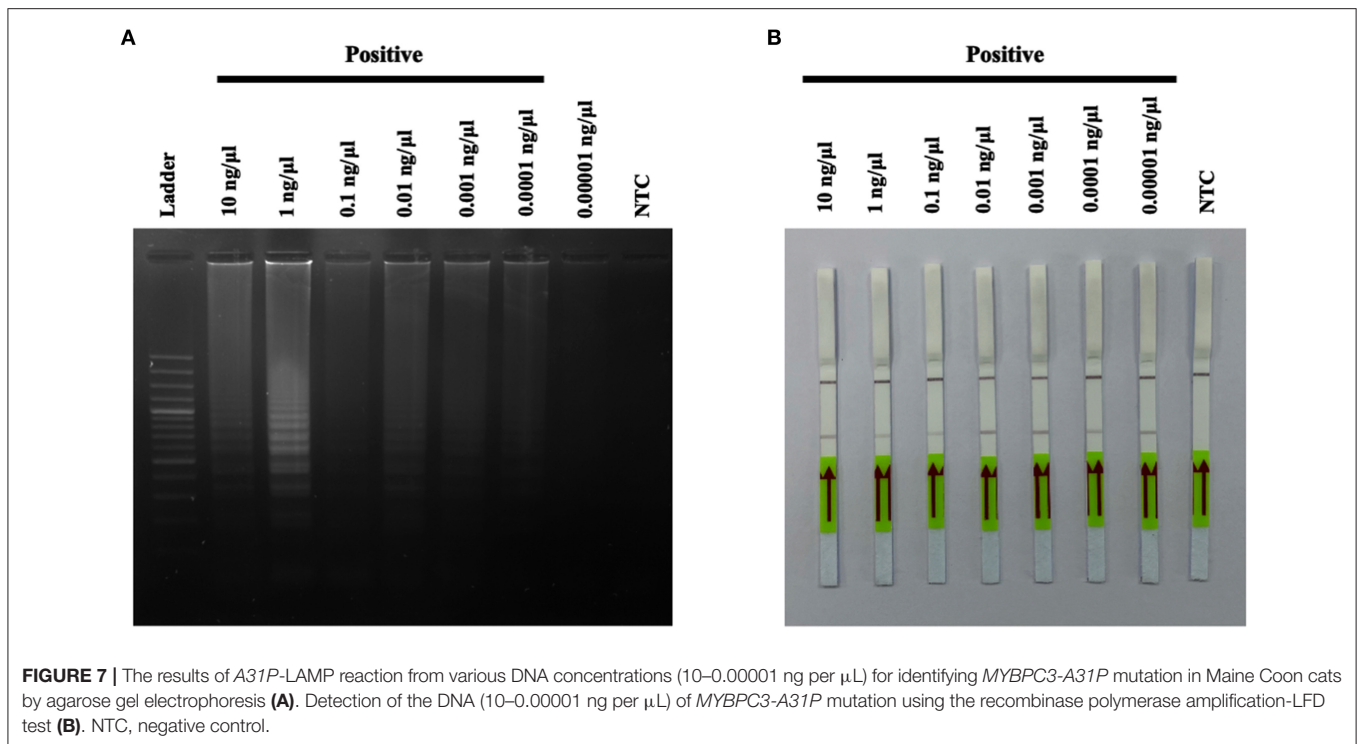 A
Positive
Ladder
10 ng/µl
1 ng/µl
0.1 ng/µl
0.01 ng/µl
0.001 ng/µl
0.0001 ng/µl
0.00001 ng/µl
NTC
B
Positive
10 ng/µl
1 ng/µl
0.1 ng/µl
0.01 ng/µl
0.001 ng/µl
0.0001 ng/µl
0.00001 ng/µl
NTC
FIGURE 7 | The results of A31P-LAMP reaction from various DNA concentrations (10–0.00001 ng per µL) for identifying MYBPC3-A31P mutation in Maine Coon cats
by agarose gel electrophoresis (A). Detection of the DNA (10–0.00001 ng per µL) of MYBPC3-A31P mutation using the recombinase polymerase amplification-LFD
test (B). NTC, negative control.